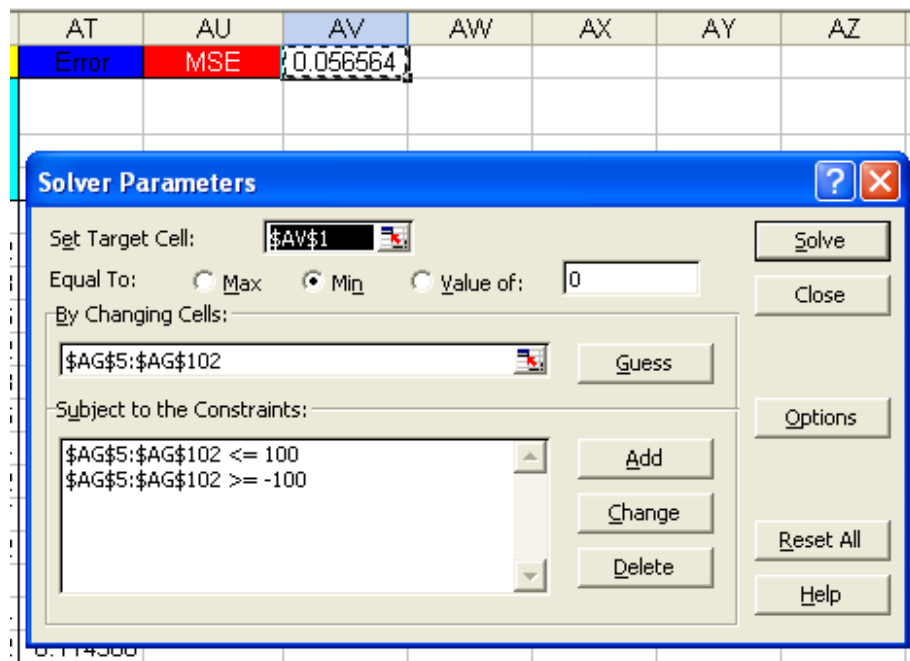 AT AU AV AW AX AY AZ
Error MSE 0.056564
Solver Parameters
Set Target Cell: $AV$1 Solve
Equal To: Max Min Value of: 0 Close
By Changing Cells:
$AG$5:$AG$102 Guess
Subject to the Constraints: Options
$AG$5:$AG$102 <= 100 Add
$AG$5:$AG$102 >= -100
Change
Reset All
Delete
Help